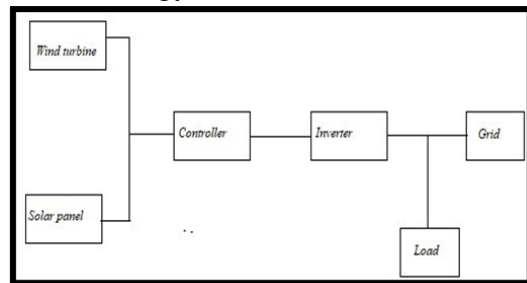 Wind turbine
Controller
Inverter
Grid
Solar panel
Load